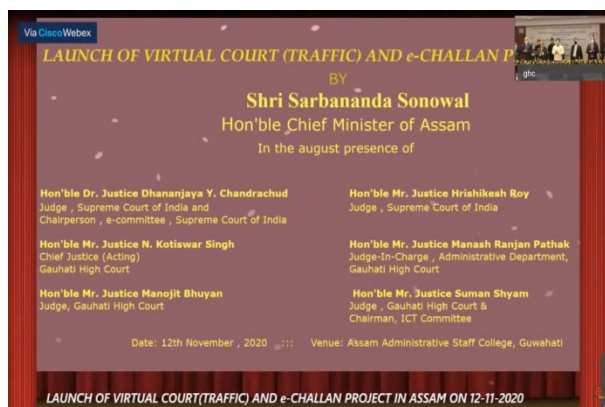 Via Cisco Webex
LAUNCH OF VIRTUAL COURT (TRAFFIC) AND e-CHALLAN P
ghc
BY
Shri Sarbananda Sonowal
Hon'ble Chief Minister of Assam
In the august presence of
Hon'ble Dr. Justice Dhananjaya Y. Chandrachud
Judge , Supreme Court of India and
Chairperson , e-committee , Supreme Court of India
Hon'ble Mr. Justice Hrishikesh Roy
Judge , Supreme Court of India
Hon'ble Mr. Justice N. Kotiswar Singh
Chief Justice (Acting)
Gauhati High Court
Hon'ble Mr. Justice Manash Ranjan Pathak
Judge-In-Charge , Administrative Department,
Gauhati High Court
Hon'ble Mr. Justice Manojit Bhuyan
Judge, Gauhati High Court
Hon'ble Mr. Justice Suman Shyam
Judge , Gauhati High Court &
Chairman, ICT Committee
Date: 12th November , 2020 ::: Venue: Assam Administrative Staff College, Guwahati
LAUNCH OF VIRTUAL COURT(TRAFFIC) AND e-CHALLAN PROJECT IN ASSAM ON 12-11-2020